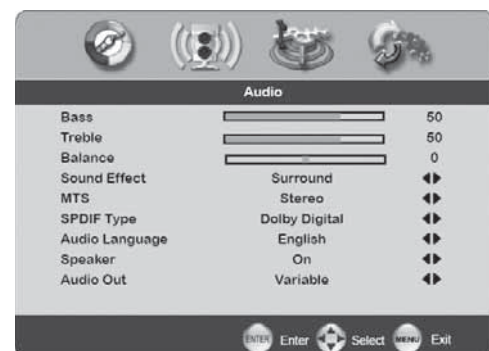 Audio
Bass 50
Treble 50
Balance 0
Sound Effect Surround
MTS Stereo
SPDIF Type Dolby Digital
Audio Language English
Speaker On
Audio Out Variable
ENTER Enter Select MENU Exit